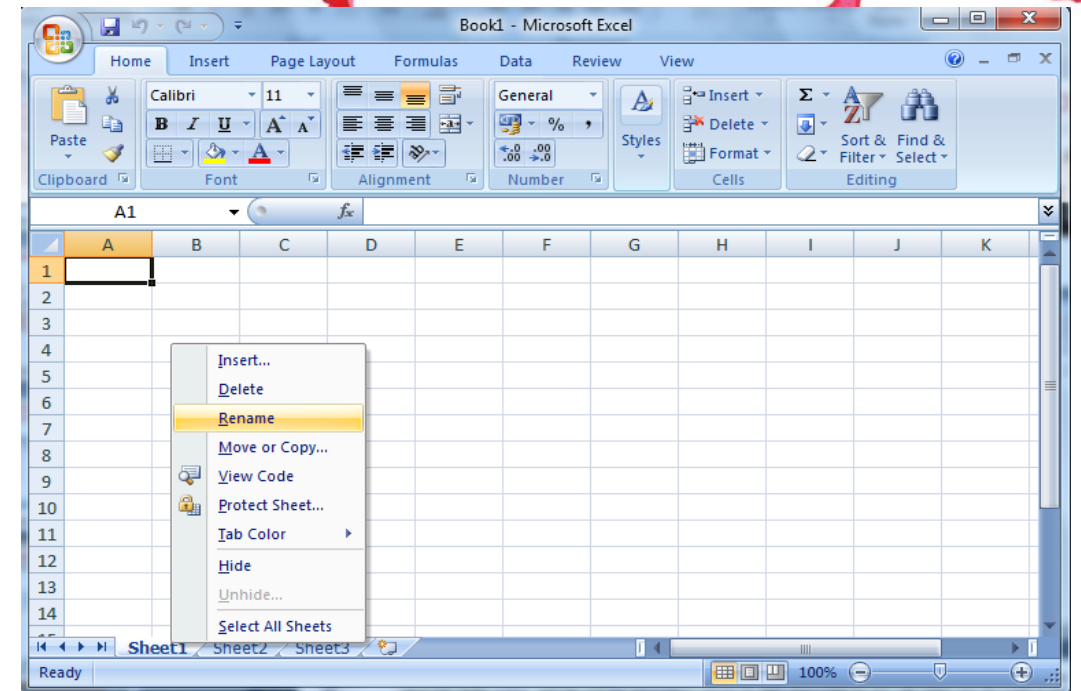 Book1 - Microsoft Excel
Home Insert Page Layout Formulas Data Review View
Calibri 11 General Insert
B I U A A % , Delete
Paste Styles Sort & Find &
A .00 .0 .00 Format Filter Select
Clipboard Font Alignment Number Cells Editing
A1 fx
A B C D E F G H I J K
1
2
3
4
5
6
7
8
9
10
11
12
13
14
Insert...
Delete
Rename
Move or Copy...
View Code
Protect Sheet...
Tab Color
Hide
Unhide...
Select All Sheets
Sheet1 Sheet2 Sheet3
Ready 100%